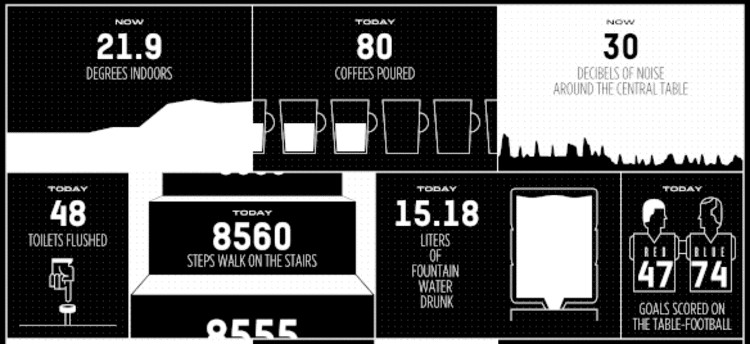 NOW
21.9
DEGREES INDOORS
TODAY
80
COFFEES POURED
NOW
30
DECIBELS OF NOISE
AROUND THE CENTRAL TABLE
TODAY
48
TOILETS FLUSHED
TODAY
8560
STEPS WALK ON THE STAIRS
8555
TODAY
15.18
LITERS
OF
FOUNTAIN
WATER
DRUNK
TODAY
RED BLUE
47 74
GOALS SCORED ON
THE TABLE-FOOTBALL